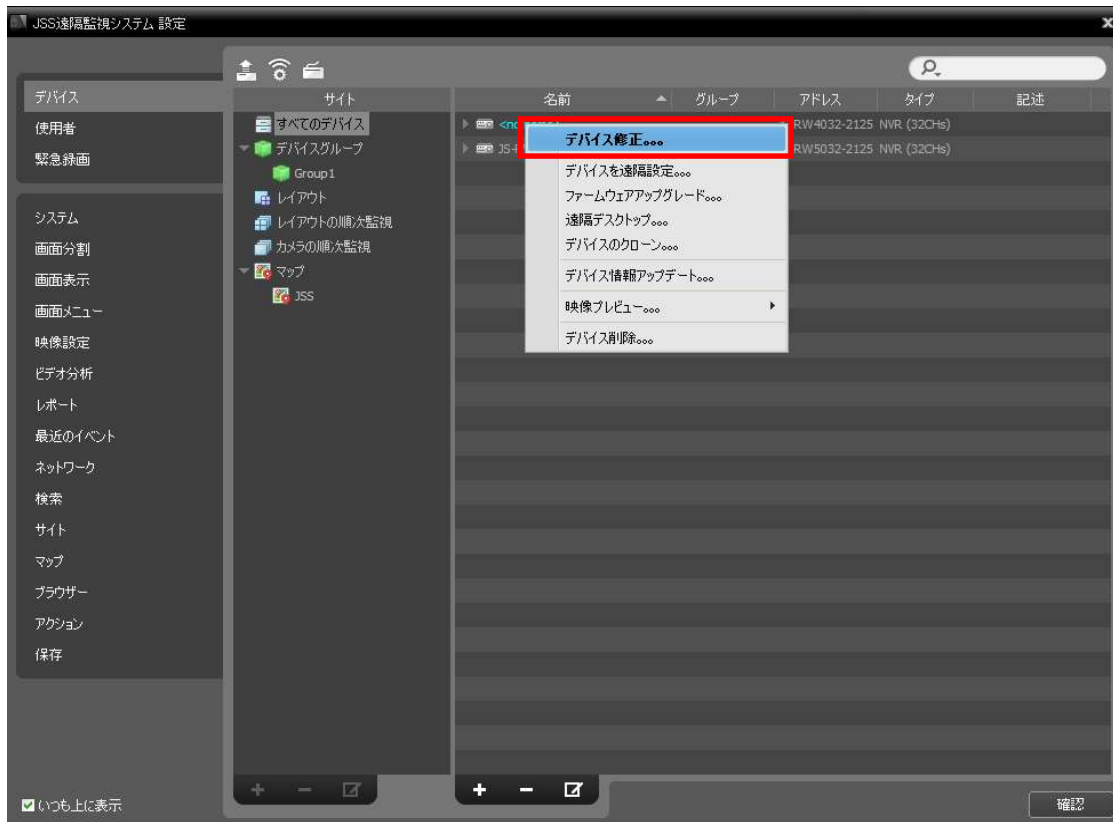 JSS遠隔監視システム 設定
デバイス
使用者
緊急録画
システム
画面分割
画面表示
画面メニュー
映像設定
ビデオ分析
レポート
最近のイベント
ネットワーク
検索
サイト
マップ
ブラウザー
アクション
保存
いつも上に表示
サイト
すべてのデバイス
デバイスグループ
Group1
レイアウト
レイアウトの順次監視
カメラの順次監視
マップ
JSS
名前 グループ アドレス タイプ 記述
RW4032-2125 NVR (32CHs)
RW5032-2125 NVR (32CHs)
デバイス修正。。。
デバイスを遠隔設定。。。
ファームウェアアップグレード。。。
遠隔デスクトップ。。。
デバイスのクローン。。。
デバイス情報アップデート。。。
映像プレビュー。。。
デバイス削除。。。
確認